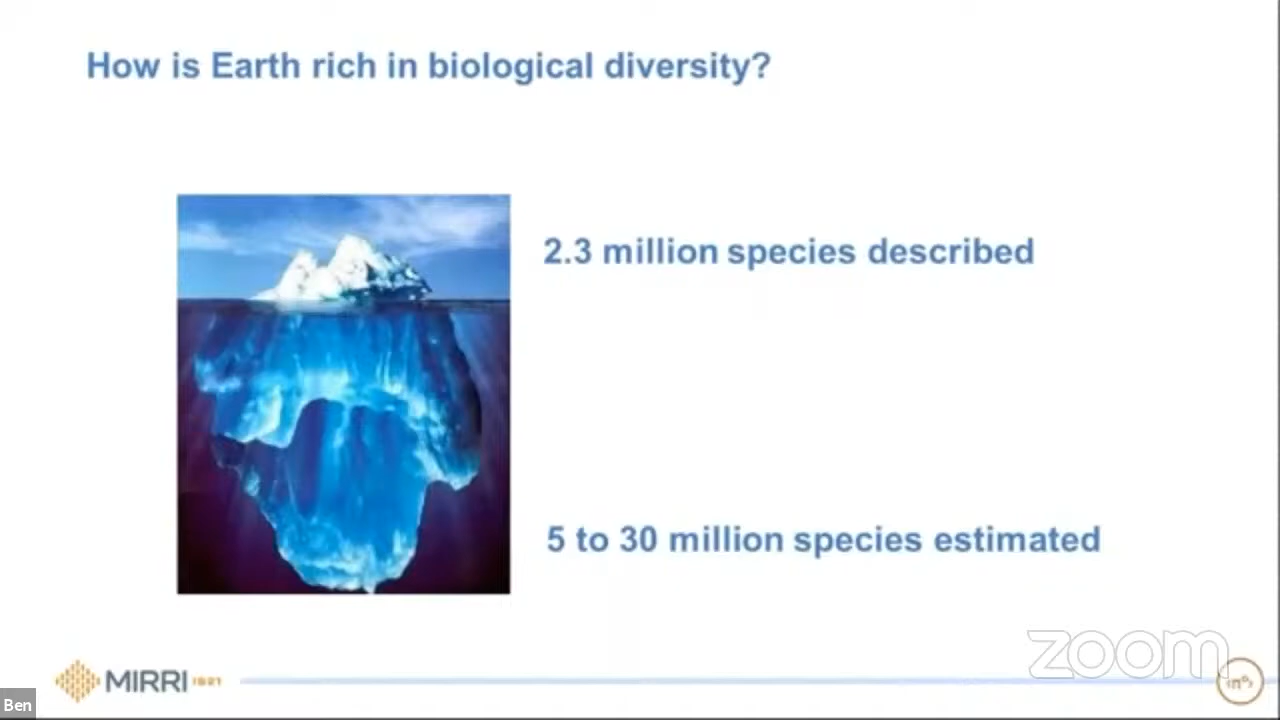 How is Earth rich in biological diversity?
2.3 million species described
5 to 30 million species estimated
zoom
MIRRI IS21
Ben